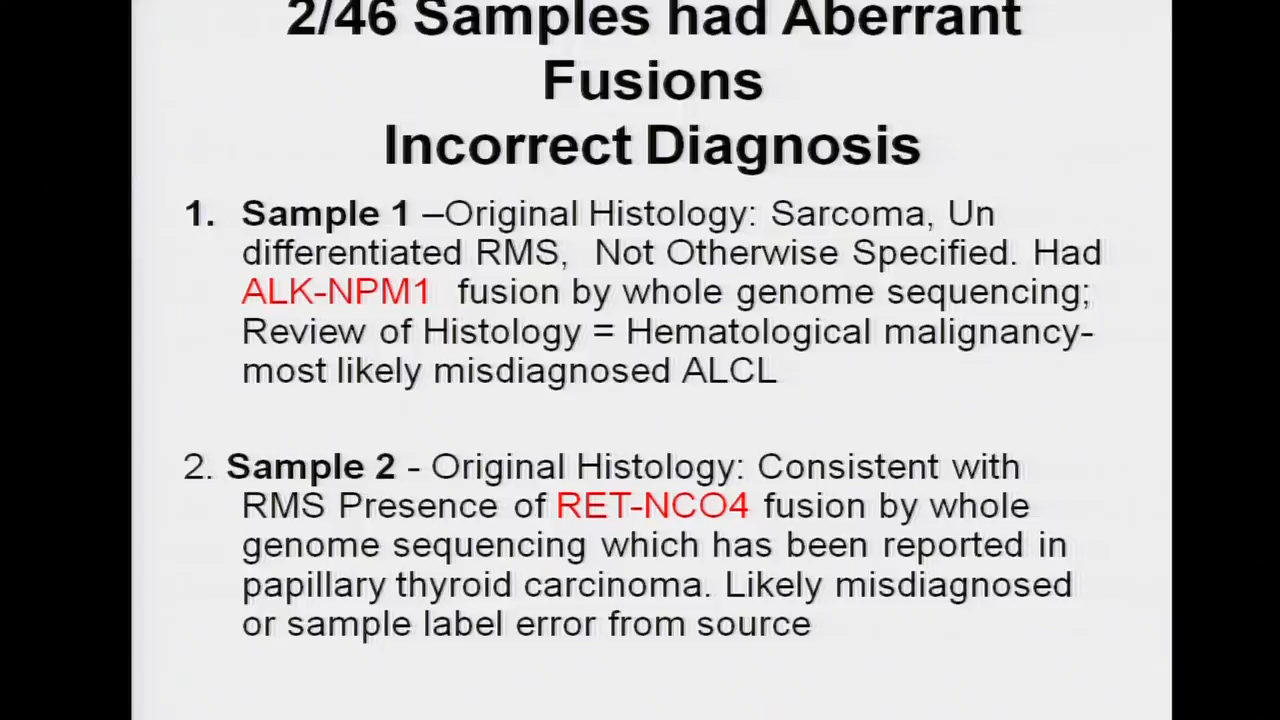 2/46 Samples had Aberrant
Fusions
Incorrect Diagnosis
1. Sample 1 –Original Histology: Sarcoma, Un
differentiated RMS, Not Otherwise Specified. Had
ALK-NPM1 fusion by whole genome sequencing;
Review of Histology = Hematological malignancy-
most likely misdiagnosed ALCL
2. Sample 2 - Original Histology: Consistent with
RMS Presence of RET-NCO4 fusion by whole
genome sequencing which has been reported in
papillary thyroid carcinoma. Likely misdiagnosed
or sample label error from source